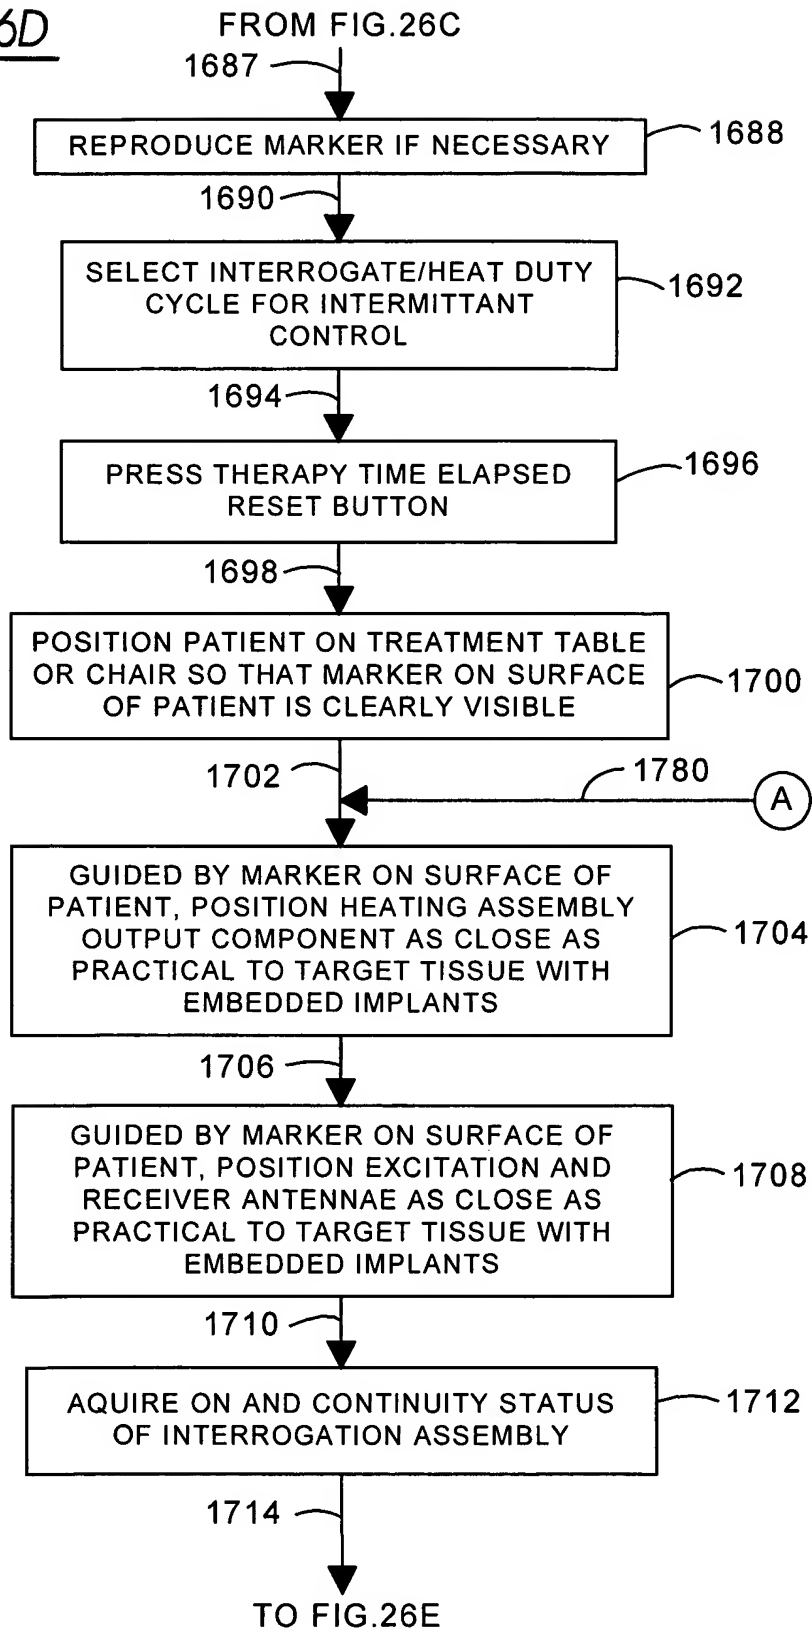 6D
FROM FIG.26C
1687
REPRODUCE MARKER IF NECESSARY
1688
1690
SELECT INTERROGATE/HEAT DUTY
CYCLE FOR INTERMITTANT
CONTROL
1692
1694
PRESS THERAPY TIME ELAPSED
RESET BUTTON
1696
1698
POSITION PATIENT ON TREATMENT TABLE
OR CHAIR SO THAT MARKER ON SURFACE
OF PATIENT IS CLEARLY VISIBLE
1700
1702
1780
A
GUIDED BY MARKER ON SURFACE OF
PATIENT, POSITION HEATING ASSEMBLY
OUTPUT COMPONENT AS CLOSE AS
PRACTICAL TO TARGET TISSUE WITH
EMBEDDED IMPLANTS
1704
1706
GUIDED BY MARKER ON SURFACE OF
PATIENT, POSITION EXCITATION AND
RECEIVER ANTENNAE AS CLOSE AS
PRACTICAL TO TARGET TISSUE WITH
EMBEDDED IMPLANTS
1708
1710
AQUIRE ON AND CONTINUITY STATUS
OF INTERROGATION ASSEMBLY
1712
1714
TO FIG.26E